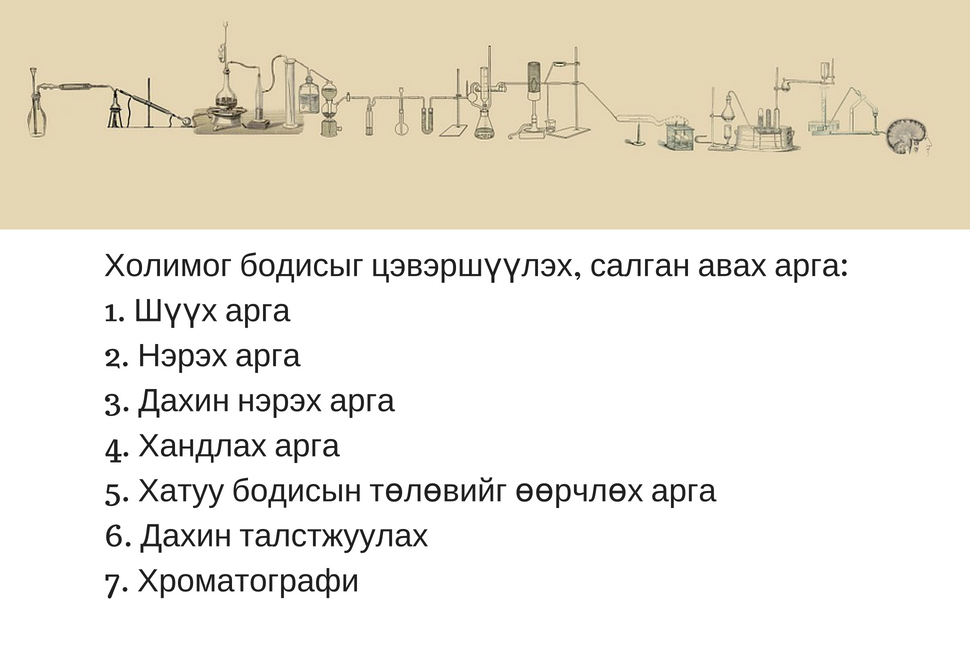 Холимог бодисыг цэвэршүүлэх, салган авах арга:
1. Шүүх арга
2. Нэрэх арга
3. Дахин нэрэх арга
4. Хандлах арга
5. Хатуу бодисын төлөвийг өөрчлөх арга
6. Дахин талстжуулах
7. Хроматографи